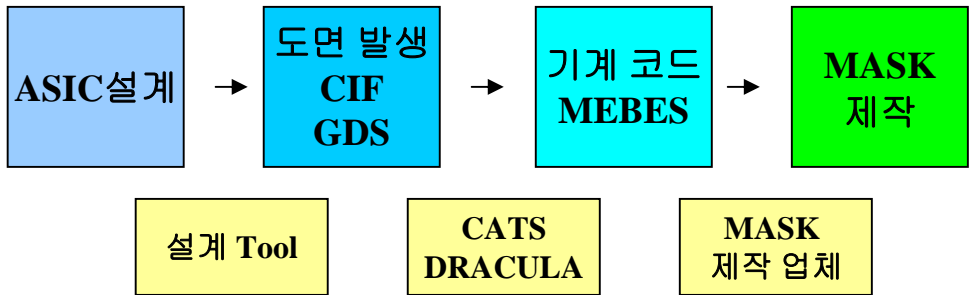 ASIC설계
도면 발생
CIF
GDS
기계 코드
MEBES
MASK
제작
설계 Tool
CATS
DRACULA
MASK
제작 업체